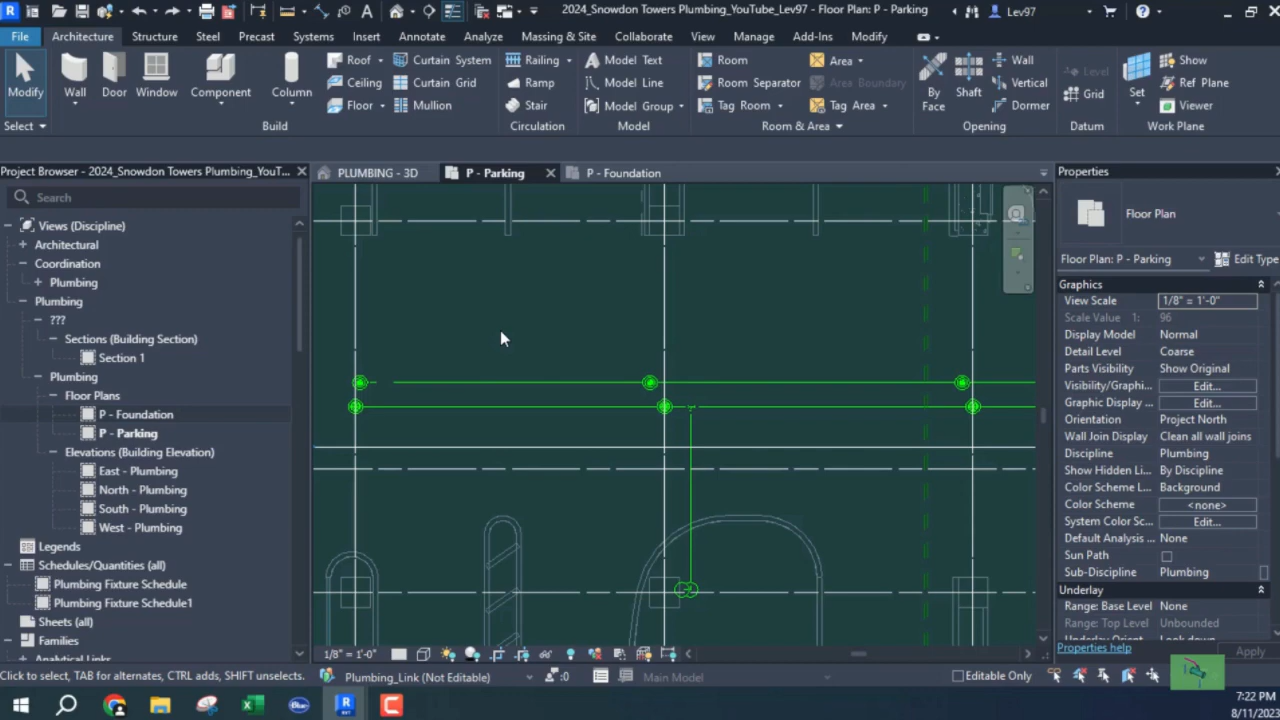 2024_Snowdon Towers Plumbing_YouTube_Lev97 - Floor Plan: P - Parking
Lev97
File Architecture Structure Steel Precast Systems Insert Annotate Analyze Massing & Site Collaborate View Manage Add-Ins Modify
Modify
Wall
Door
Window
Component
Column
Roof
Ceiling
Floor
Curtain System
Curtain Grid
Mullion
Railing
Ramp
Stair
Model Text
Model Line
Model Group
Room
Room Separator
Tag Room
Area
Area Boundary
Tag Area
By Face
Shaft
Wall
Vertical
Dormer
Level
Grid
Set
Show
Ref Plane
Viewer
Select Build Circulation Model Room & Area Opening Datum Work Plane
Project Browser - 2024_Snowdon Towers Plumbing_YouT...
Search
Views (Discipline)
Architectural
Coordination
Plumbing
Plumbing
???
Sections (Building Section)
Section 1
Plumbing
Floor Plans
P - Foundation
P - Parking
Elevations (Building Elevation)
East - Plumbing
North - Plumbing
South - Plumbing
West - Plumbing
Legends
Schedules/Quantities (all)
Plumbing Fixture Schedule
Plumbing Fixture Schedule1
Sheets (all)
Families
Analytical Links
PLUMBING - 3D
P - Parking
P - Foundation
Properties
Floor Plan
Floor Plan: P - Parking
Edit Type
Graphics
View Scale 1/8" = 1'-0"
Scale Value 1: 96
Display Model Normal
Detail Level Coarse
Parts Visibility Show Original
Visibility/Graphi... Edit...
Graphic Display ... Edit...
Orientation Project North
Wall Join Display Clean all wall joins
Discipline Plumbing
Show Hidden Li... By Discipline
Color Scheme L... Background
Color Scheme <none>
System Color Sc... Edit...
Default Analysis ... None
Sun Path
Sub-Discipline Plumbing
Underlay
Range: Base Level None
Range: Top Level Unbounded
Underlay Orient... Look down
Properties help
Apply
1/8" = 1'-0"
Click to select, TAB for alternates, CTRL adds, SHIFT unselects.
Plumbing_Link (Not Editable)
:0
Main Model
Editable Only
7:22 PM
8/11/2023